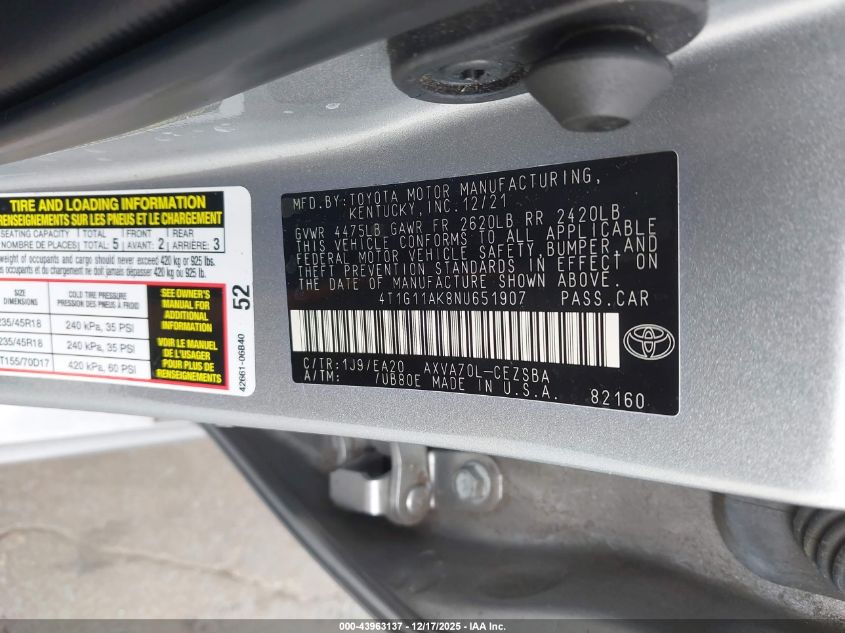 TIRE AND LOADING INFORMATION
RENSEIGNEMENTS SUR LES PNEUS ET LE CHARGEMENT
SEATING CAPACITY TOTAL FRONT REAR
NOMBRE DE PLACES TOTAL: 5 AVANT: 2 ARRIÈRE: 3
weight of occupants and cargo should never exceed 420 kg or 925 lbs.
des occupants et du chargement ne doit jamais dépasser 420 kg ou 925 lb.
DIMENSIONS
COLD TIRE PRESSURE
PRESSION DES PNEUS À FROID
235/45R18 240 kPa, 35 PSI
235/45R18 240 kPa, 35 PSI
T155/70D17 420 kPa, 60 PSI
SEE OWNER'S
MANUAL FOR
ADDITIONAL
INFORMATION
VOIR LE MANUEL
DE L'USAGER
POUR PLUS DE
RENSEIGNEMENTS
52
42661-06B40
MFD.BY:TOYOTA MOTOR MANUFACTURING,
KENTUCKY, INC.12/21
GVWR 4475LB GAWR FR 2620LB RR 2420LB
THIS VEHICLE CONFORMS TO ALL APPLICABLE
FEDERAL MOTOR VEHICLE SAFETY,BUMPER,AND
THEFT PREVENTION STANDARDS IN EFFECT ON
THE DATE OF MANUFACTURE SHOWN ABOVE.
4T1G11AK8NU651907 PASS.CAR
C/TR:1J9/EA20 AXVA70L-CEZSBA
A/TM: /UB80E MADE IN U.S.A.
82160
000-43963137 - 12/17/2025 - IAA Inc.